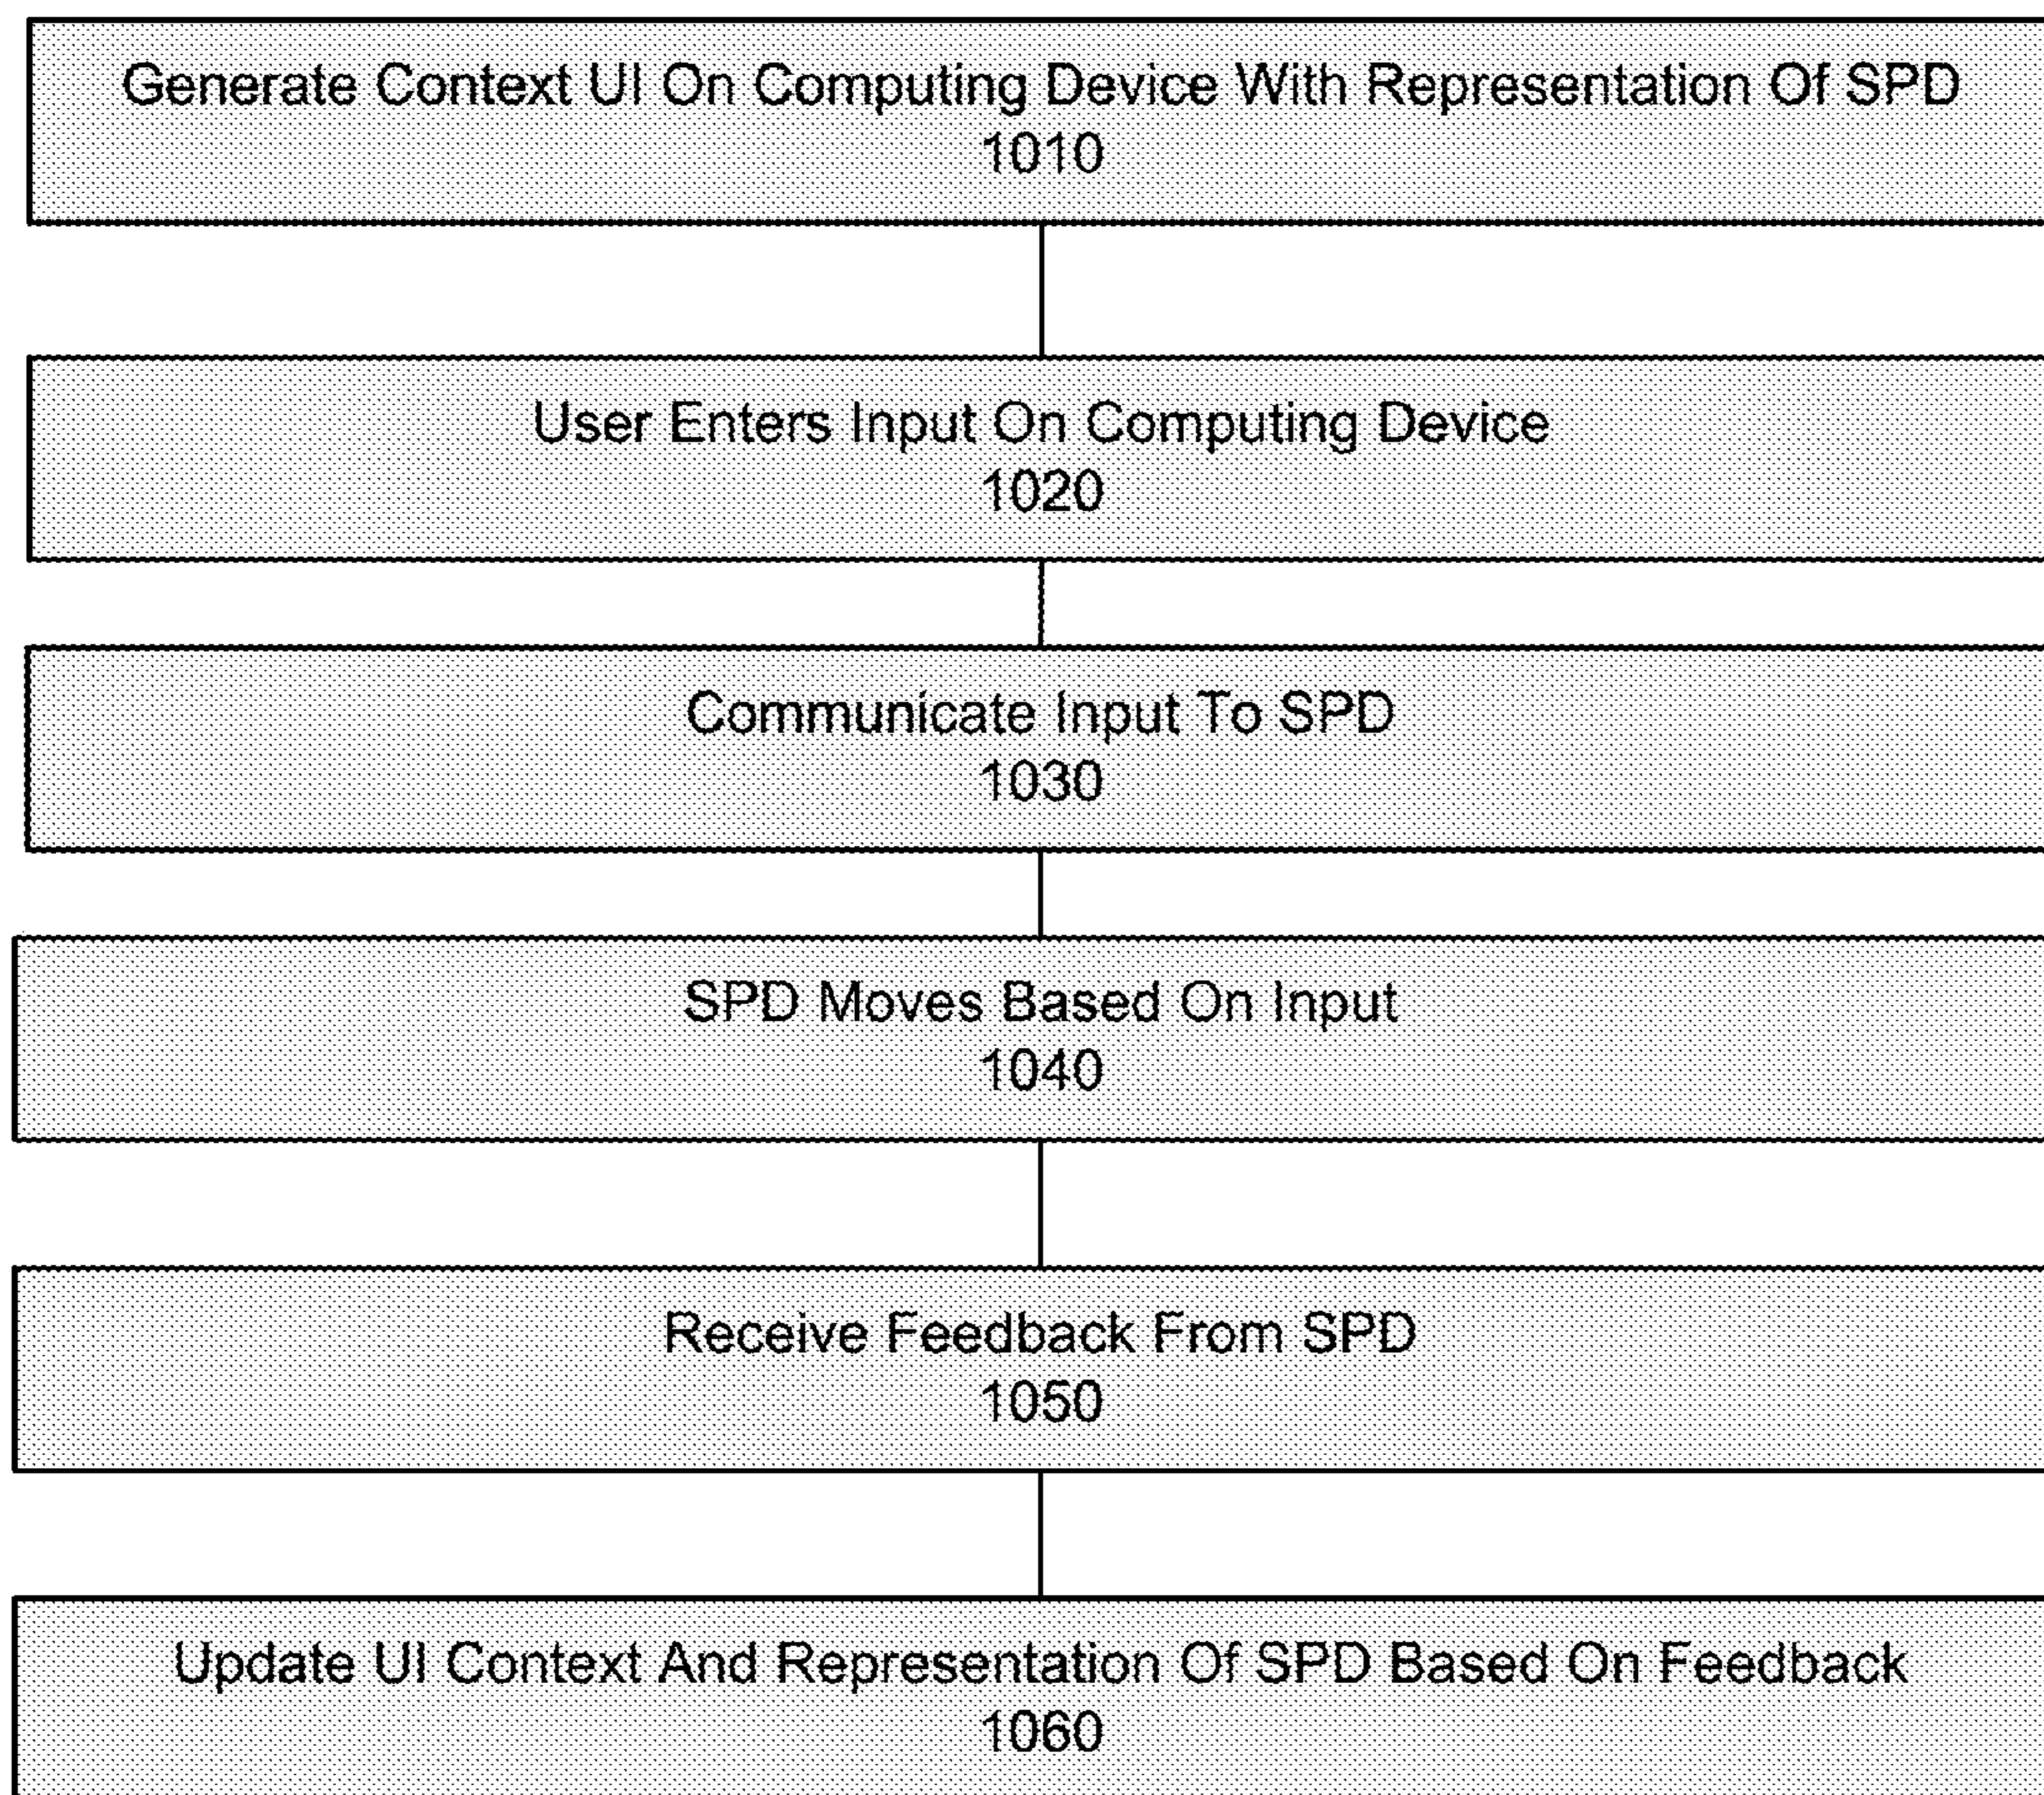 Generate Context UI On Computing Device With Representation Of SPD
1010
User Enters Input On Computing Device
1020
Communicate Input To SPD
1030
SPD Moves Based On Input
1040
Receive Feedback From SPD
1050
Update UI Context And Representation Of SPD Based On Feedback
1060